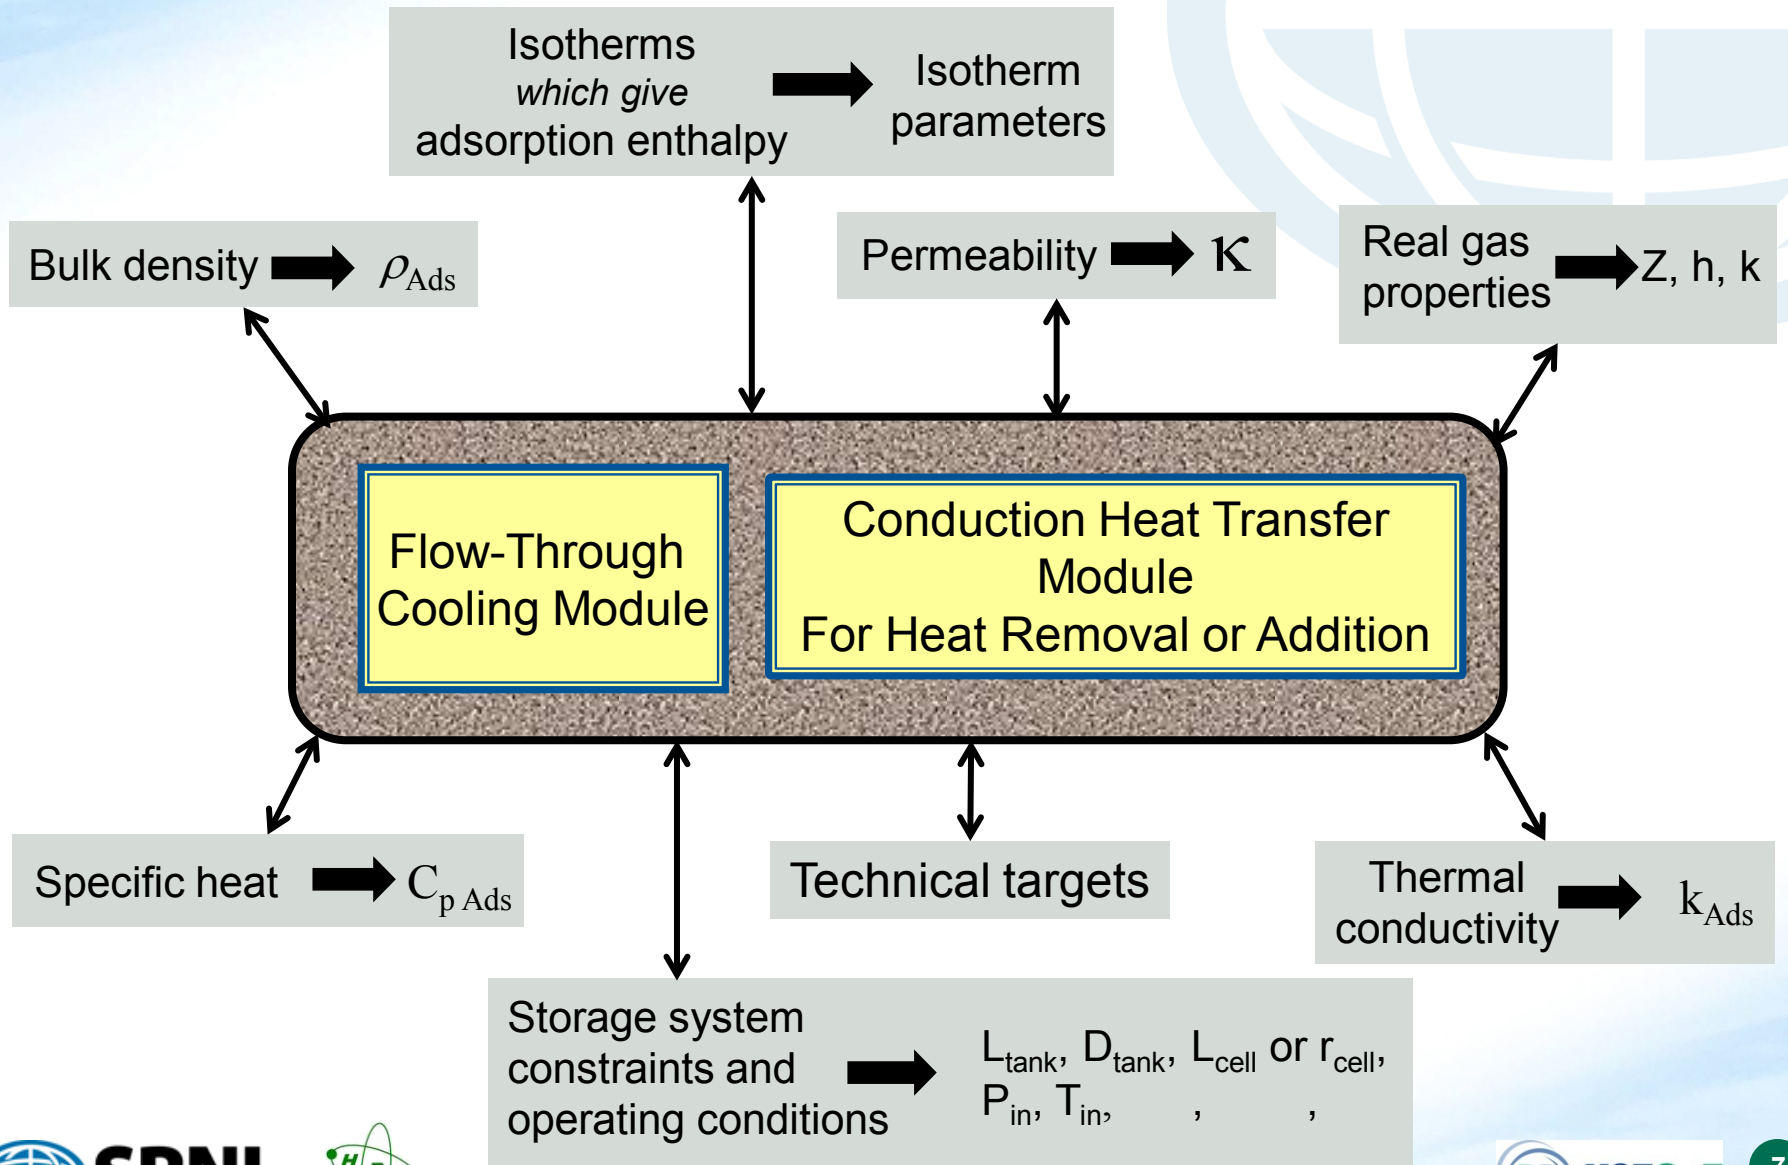 Isotherms
which give
adsorption enthalpy
Isotherm
parameters
Bulk density
ρAds
Permeability
κ
Real gas
properties
Z, h, k
Flow-Through
Cooling Module
Conduction Heat Transfer
Module
For Heat Removal or Addition
Specific heat
Cp Ads
Technical targets
Thermal
conductivity
kAds
Storage system
constraints and
operating conditions
Ltank, Dtank, Lcell or rcell,
Pin, Tin, , ,